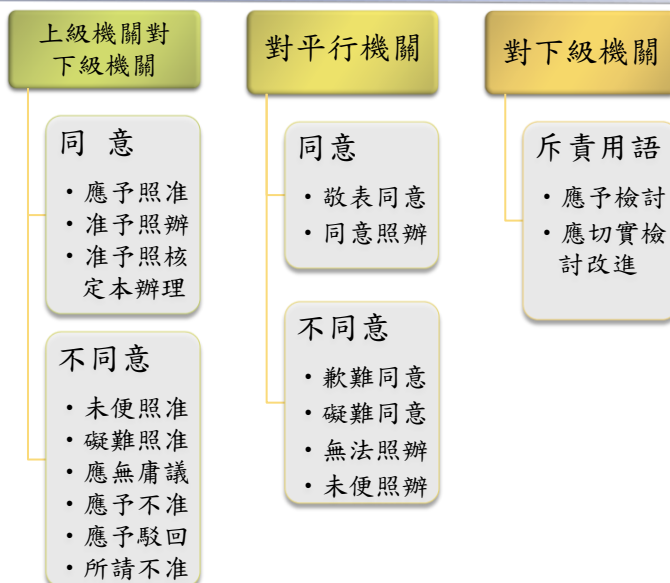 上級機關對
下級機關
同 意
・應予照准
・准予照辦
・准予照核
定本辦理
不同意
・未便照准
・礙難照准
・應無庸議
・應予不准
・應予駁回
・所請不准
對平行機關
同意
・敬表同意
・同意照辦
不同意
・歉難同意
・礙難同意
・無法照辦
・未便照辦
對下級機關
斥責用語
・應予檢討
・應切實檢
討改進